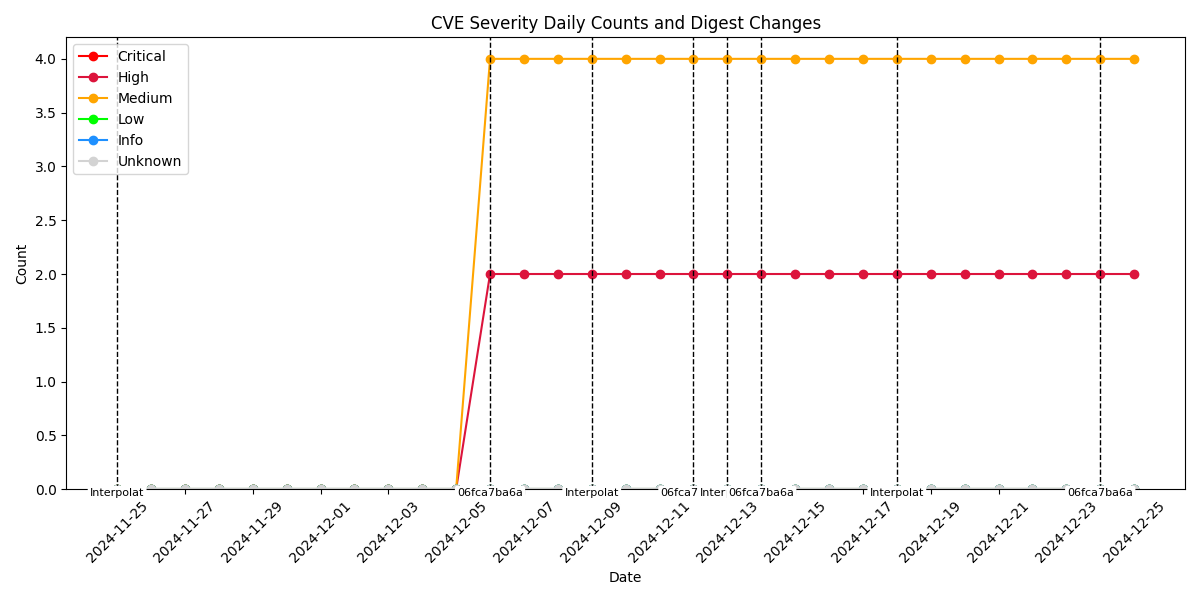 CVE Severity Daily Counts and Digest Changes
Critical
High
Medium
Low
Info
Unknown
Count
4.0
3.5
3.0
2.5
2.0
1.5
1.0
0.5
0.0
Interpolat
06fca7ba6a
Interpolat
06fca7
Inter
06fca7ba6a
Interpolat
06fca7ba6a
2024-11-25
2024-11-27
2024-11-29
2024-12-01
2024-12-03
2024-12-05
2024-12-07
2024-12-09
2024-12-11
2024-12-13
2024-12-15
2024-12-17
2024-12-19
2024-12-21
2024-12-23
2024-12-25
Date